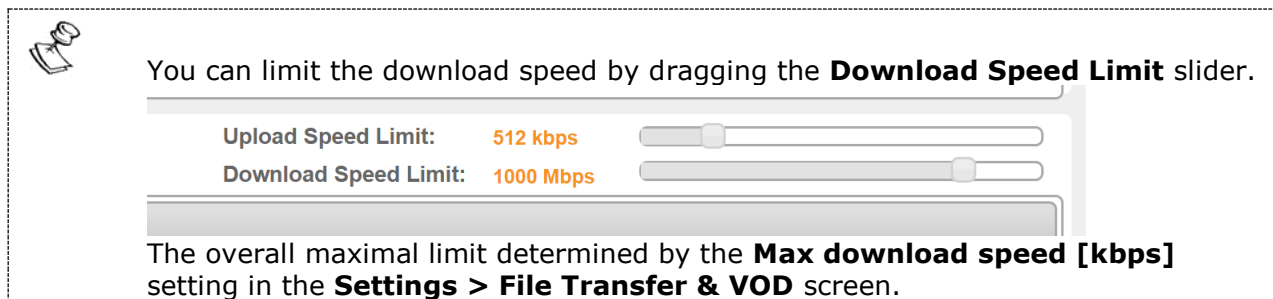 You can limit the download speed by dragging the Download Speed Limit slider.
Upload Speed Limit: 512 kbps
Download Speed Limit: 1000 Mbps
The overall maximal limit determined by the Max download speed [kbps]
setting in the Settings > File Transfer & VOD screen.